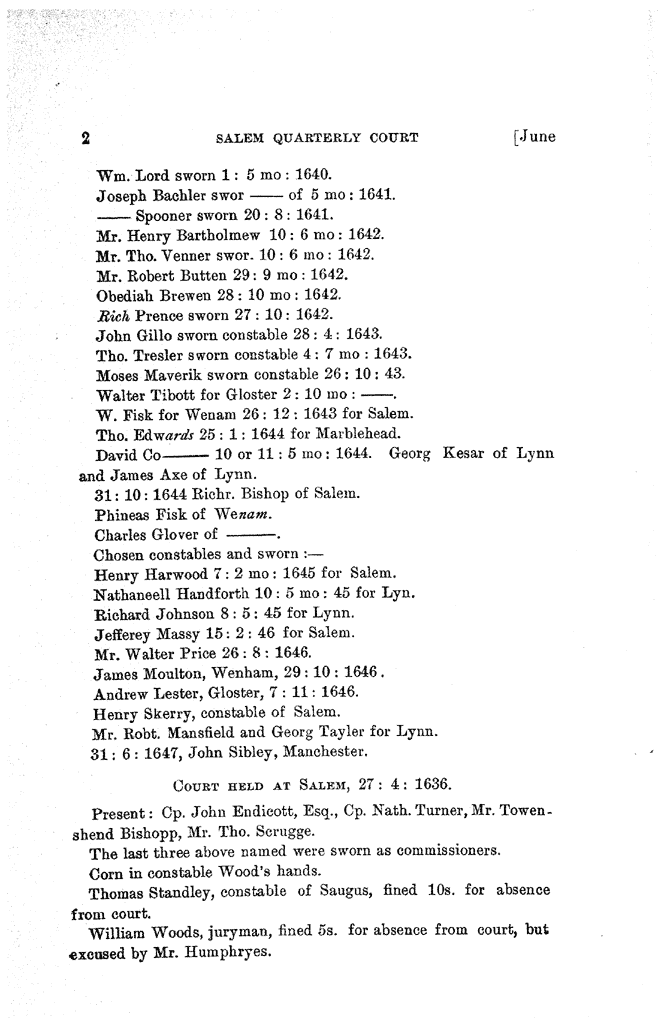 2 SALEM QUARTERLY COURT [June
Wm. Lord sworn 1 : 5 mo : 1640.
Joseph Bachler swor —— of 5 mo : 1641.
—— Spooner sworn 20 : 8 : 1641.
Mr. Henry Bartholmew 10 : 6 mo : 1642.
Mr. Tho. Venner swor. 10 : 6 mo : 1642.
Mr. Robert Butten 29 : 9 mo : 1642.
Obediah Brewen 28 : 10 mo : 1642.
Rich Prence sworn 27 : 10 : 1642.
John Gillo sworn constable 28 : 4 : 1643.
Tho. Tresler sworn constable 4 : 7 mo : 1643.
Moses Maverik sworn constable 26 : 10 : 43.
Walter Tibott for Gloster 2 : 10 mo : ——.
W. Fisk for Wenam 26 : 12 : 1643 for Salem.
Tho. Edwards 25 : 1 : 1644 for Marblehead.
David Co—— 10 or 11 : 5 mo : 1644. Georg Kesar of Lynn
and James Axe of Lynn.
31 : 10 : 1644 Richr. Bishop of Salem.
Phineas Fisk of Wenam.
Charles Glover of ——.
Chosen constables and sworn :—
Henry Harwood 7 : 2 mo : 1645 for Salem.
Nathaneell Handforth 10 : 5 mo : 45 for Lyn.
Richard Johnson 8 : 5 : 45 for Lynn.
Jefferey Massy 15 : 2 : 46 for Salem.
Mr. Walter Price 26 : 8 : 1646.
James Moulton, Wenham, 29 : 10 : 1646.
Andrew Lester, Gloster, 7 : 11 : 1646.
Henry Skerry, constable of Salem.
Mr. Robt. Mansfield and Georg Tayler for Lynn.
31 : 6 : 1647, John Sibley, Manchester.
COURT HELD AT SALEM, 27 : 4 : 1636.
Present : Cp. John Endicott, Esq., Cp. Nath. Turner, Mr. Towen-
shend Bishopp, Mr. Tho. Scrugge.
The last three above named were sworn as commissioners.
Corn in constable Wood's hands.
Thomas Standley, constable of Saugus, fined 10s. for absence
from court.
William Woods, juryman, fined 5s. for absence from court, but
excused by Mr. Humphryes.